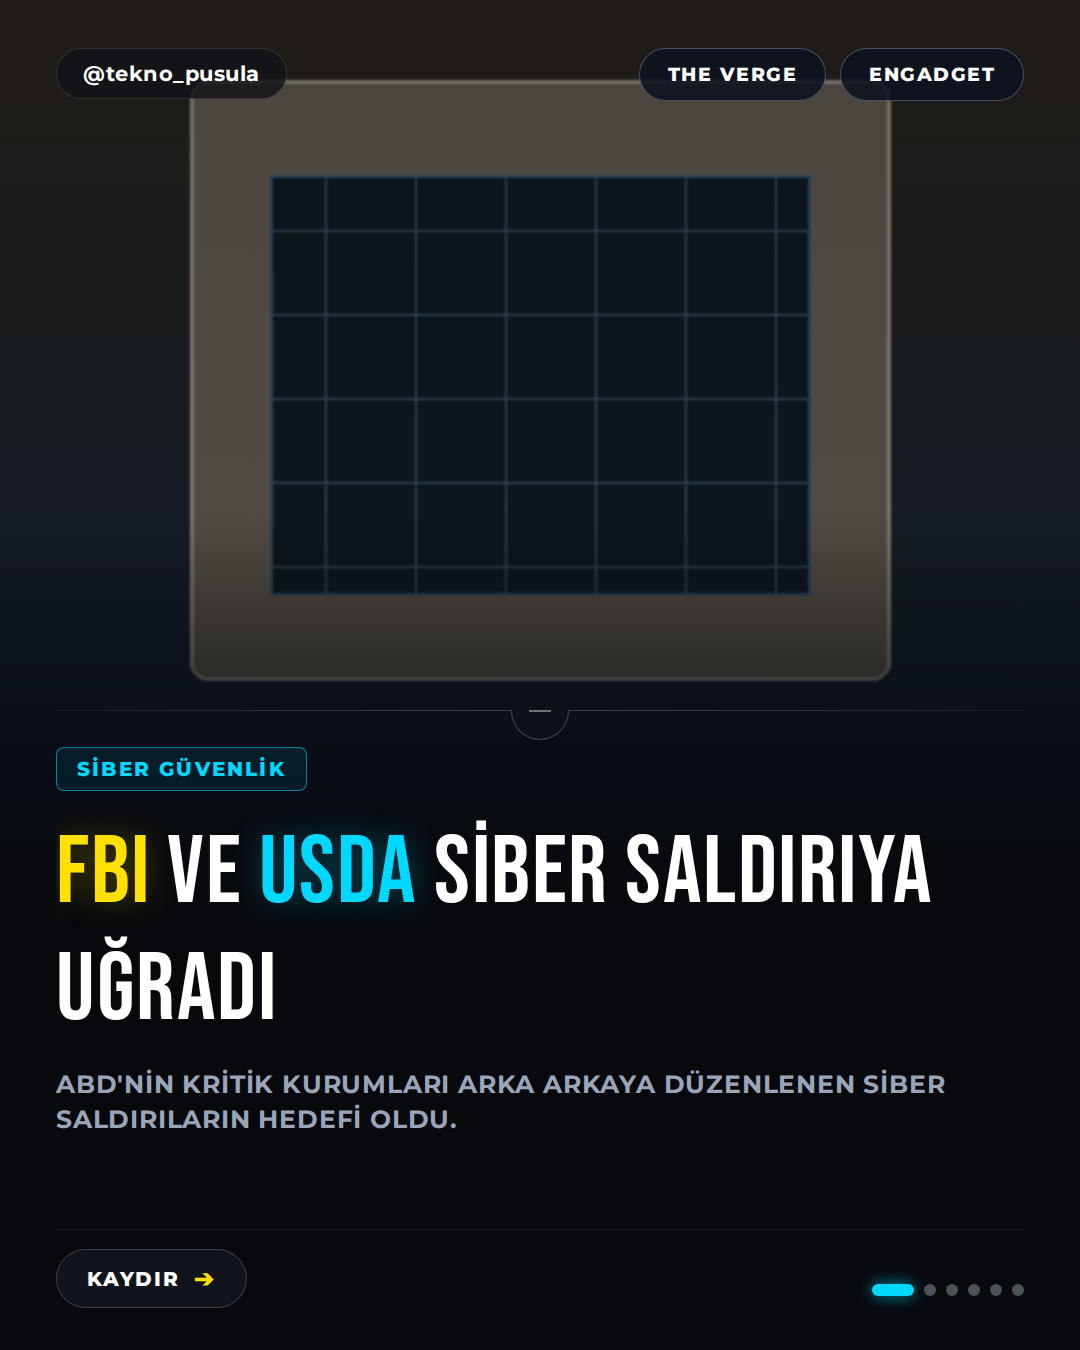 @tekno_pusula
THE VERGE
ENGADGET
SİBER GÜVENLİK
FBI VE USDA SİBER SALDIRIYA
UĞRADI
ABD'NİN KRİTİK KURUMLARI ARKA ARKAYA DÜZENLENEN SİBER
SALDIRILARIN HEDEFİ OLDU.
KAYDIR ➔